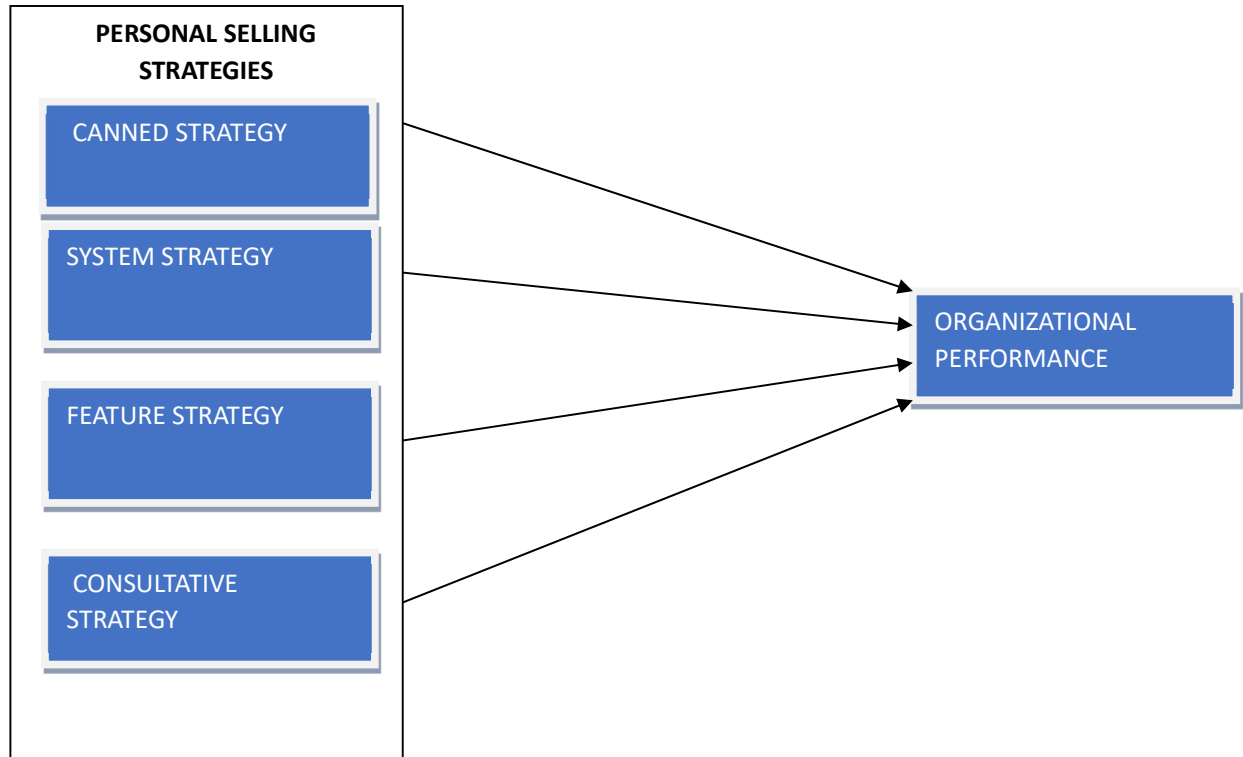 PERSONAL SELLING
STRATEGIES
CANNED STRATEGY
SYSTEM STRATEGY
FEATURE STRATEGY
CONSULTATIVE
STRATEGY
ORGANIZATIONAL
PERFORMANCE